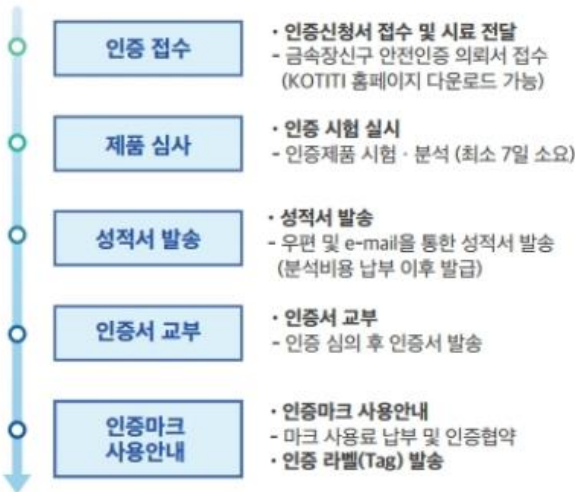 인증 접수
· 인증신청서 접수 및 시료 전달
- 금속장신구 안전인증 의뢰서 접수
(KOTITI 홈페이지 다운로드 가능)
제품 심사
· 인증 시험 실시
- 인증제품 시험 · 분석 (최소 7일 소요)
성적서 발송
· 성적서 발송
- 우편 및 e-mail을 통한 성적서 발송
(분석비용 납부 이후 발급)
인증서 교부
· 인증서 교부
- 인증 심의 후 인증서 발송
인증마크
사용안내
· 인증마크 사용안내
- 마크 사용료 납부 및 인증협약
· 인증 라벨(Tag) 발송